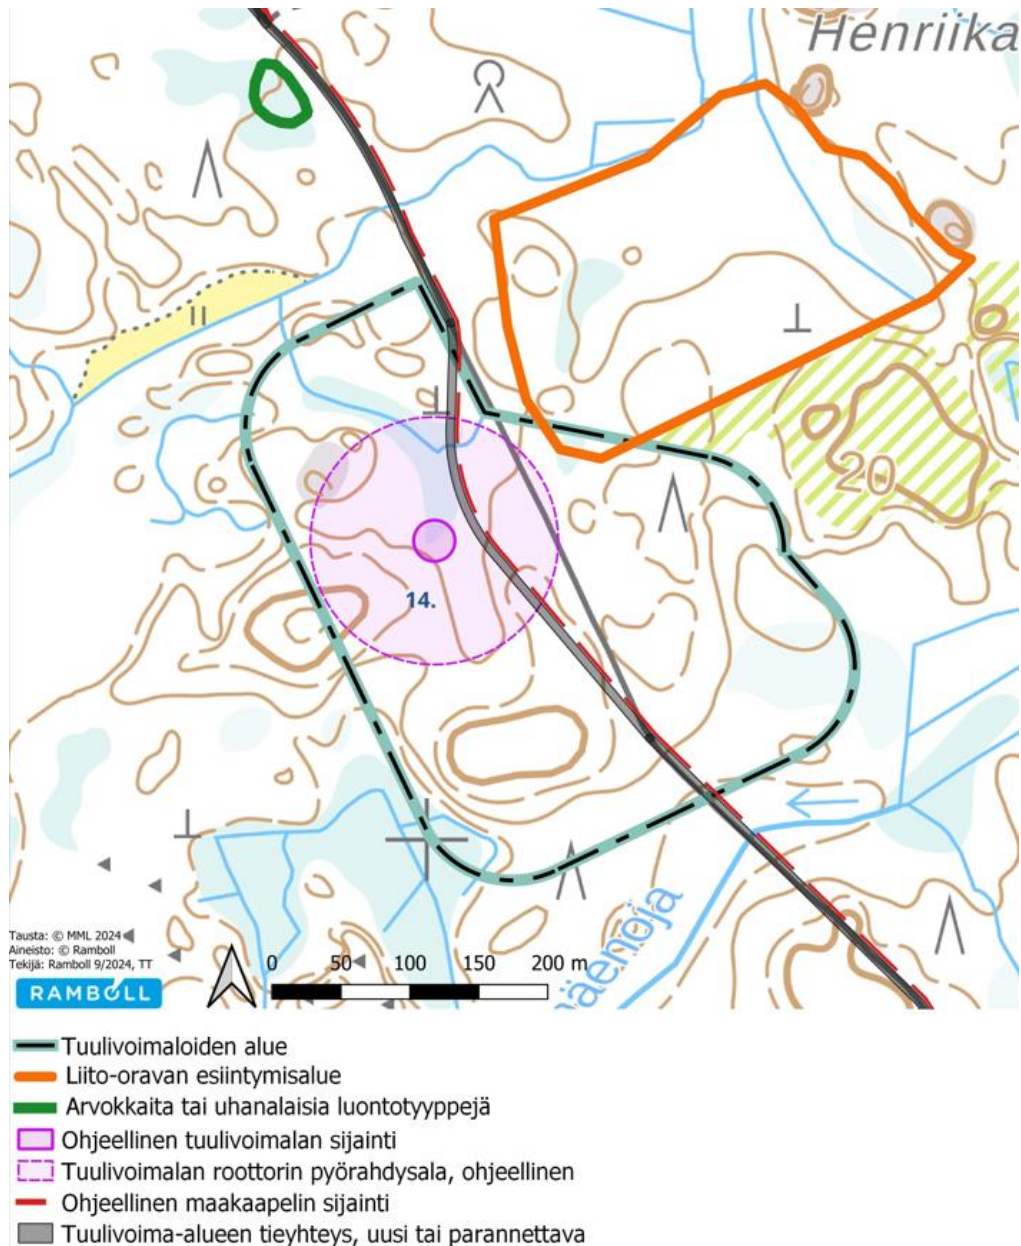 Henriika
20
14.
äenoja
Tausta: © MML 2024
Aineisto: © Ramboll
Tekijä: Ramboll 9/2024, TT
RAMBOLL
0 50 100 150 200 m
Tuulivoimaloiden alue
Liito-oravan esiintymisalue
Arvokkaita tai uhanalaisia luontotyyppejä
Ohjeellinen tuulivoimalan sijainti
Tuulivoimalan roottorin pyörähdysala, ohjeellinen
Ohjeellinen maakaapelin sijainti
Tuulivoima-alueen tieyhteys, uusi tai parannettava